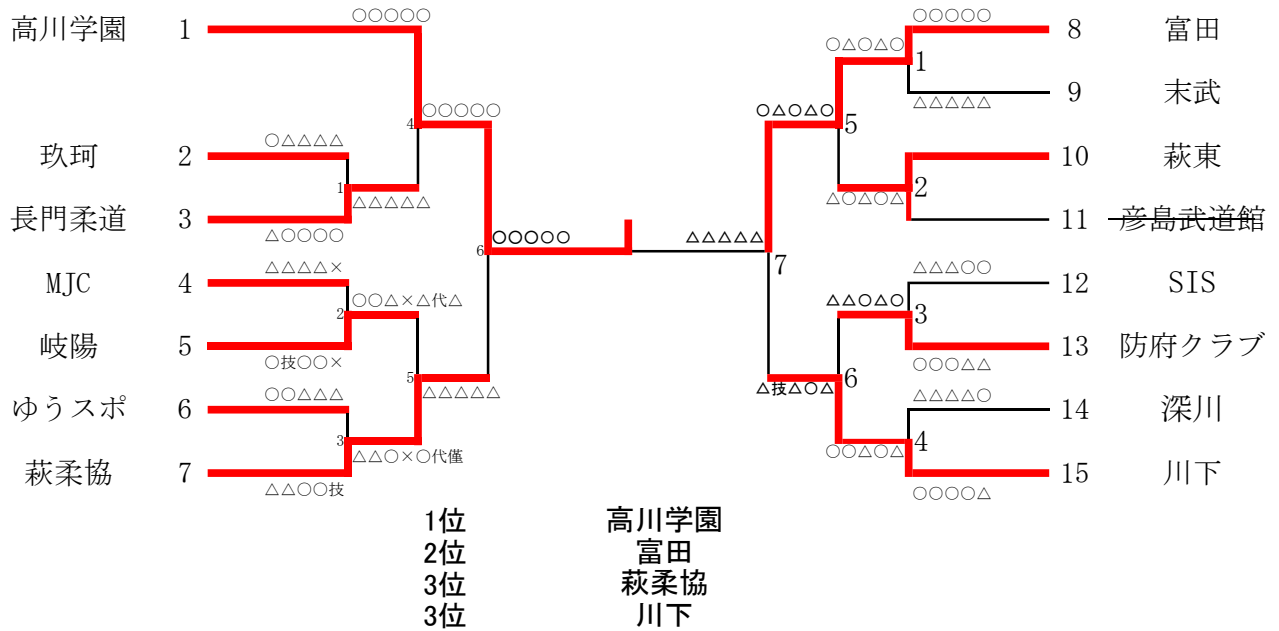 高川学園 1
○○○○○
玖珂 2
○△△△△
長門柔道 3
△○○○○
MJC 4
△△△△×
岐陽 5
○技○○×
ゆうスポ 6
○○△△△
萩柔協 7
△△○○技
1
2
3
△△△△△
○○△×△代△
△△○×○代僅
4
5
○○○○○
△△△△△
6
○○○○○
△△△△△
7
○△○△○
△技△○△
5
6
○△○△○
△○△○△
△△○△○
○○△○△
1
2
3
4
○○○○○
8 富田
△△△△△
9 末武
10 萩東
11 彦島武道館
△△△○○
12 SIS
○○○△△
13 防府クラブ
△△△△○
14 深川
○○○○△
15 川下
1位 高川学園
2位 富田
3位 萩柔協
3位 川下